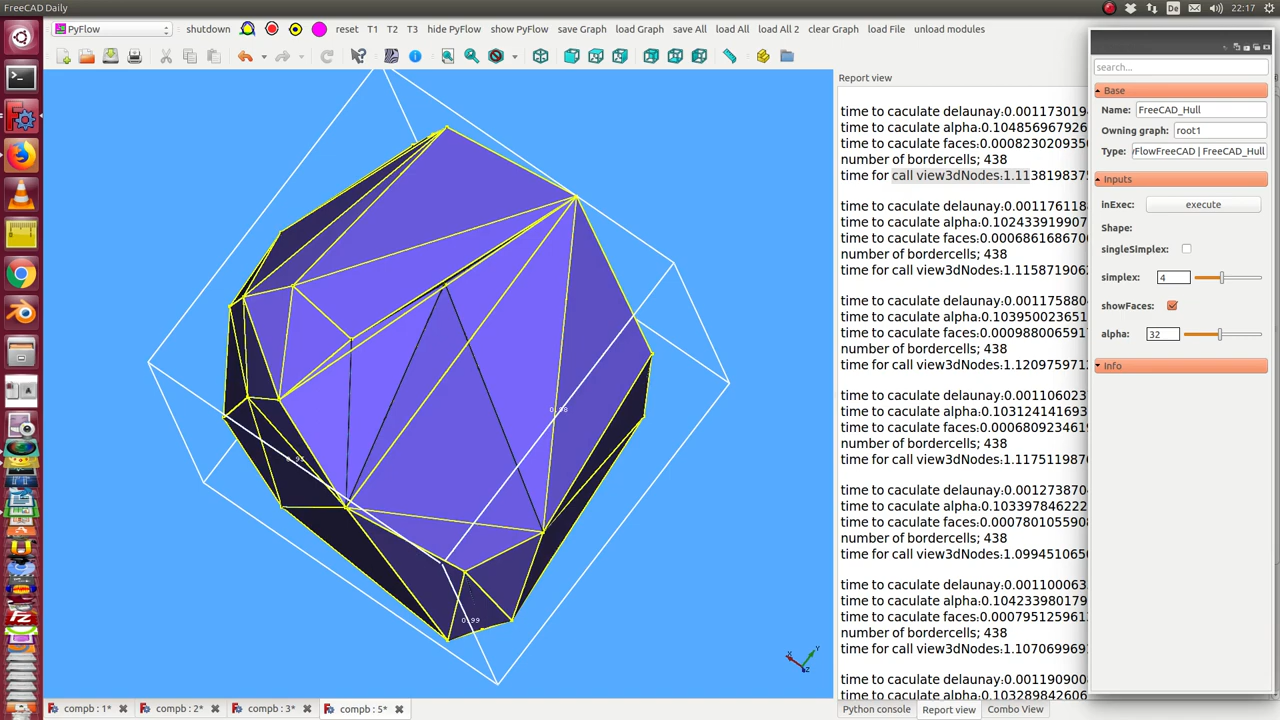 FreeCAD Daily
De
22:17
PyFlow
shutdown
reset T1 T2 T3 hide PyFlow show PyFlow save Graph load Graph save All load All load All 2 clear Graph load File unload modules
Report view
time to caculate delaunay:0.001173019
time to caculate alpha:0.104856967926
time to caculate faces:0.000823020935
number of bordercells; 438
time for call view3dNodes:1.113819837
time to caculate delaunay:0.001176118
time to caculate alpha:0.102433919907
time to caculate faces:0.000686168670
number of bordercells; 438
time for call view3dNodes:1.115871906
time to caculate delaunay:0.001175880
time to caculate alpha:0.103950023651
time to caculate faces:0.000988006591
number of bordercells; 438
time for call view3dNodes:1.120975971
time to caculate delaunay:0.001106023
time to caculate alpha:0.103124141693
time to caculate faces:0.000680923461
number of bordercells; 438
time for call view3dNodes:1.117511987
time to caculate delaunay:0.001273870
time to caculate alpha:0.103397846222
time to caculate faces:0.000780105590
number of bordercells; 438
time for call view3dNodes:1.099451065
time to caculate delaunay:0.001100063
time to caculate alpha:0.104233980179
time to caculate faces:0.000795125961
number of bordercells; 438
time for call view3dNodes:1.107069969
time to caculate delaunay:0.001190900
time to caculate alpha:0.103289842606
search...
Base
Name: FreeCAD_Hull
Owning graph: root1
Type: FlowFreeCAD | FreeCAD_Hull
Inputs
inExec: execute
Shape:
singleSimplex:
simplex: 4
showFaces:
alpha: 32
Info
0.99
X
Y
Z
compb : 1*
compb : 2*
compb : 3*
compb : 5*
Python console
Report view
Combo View